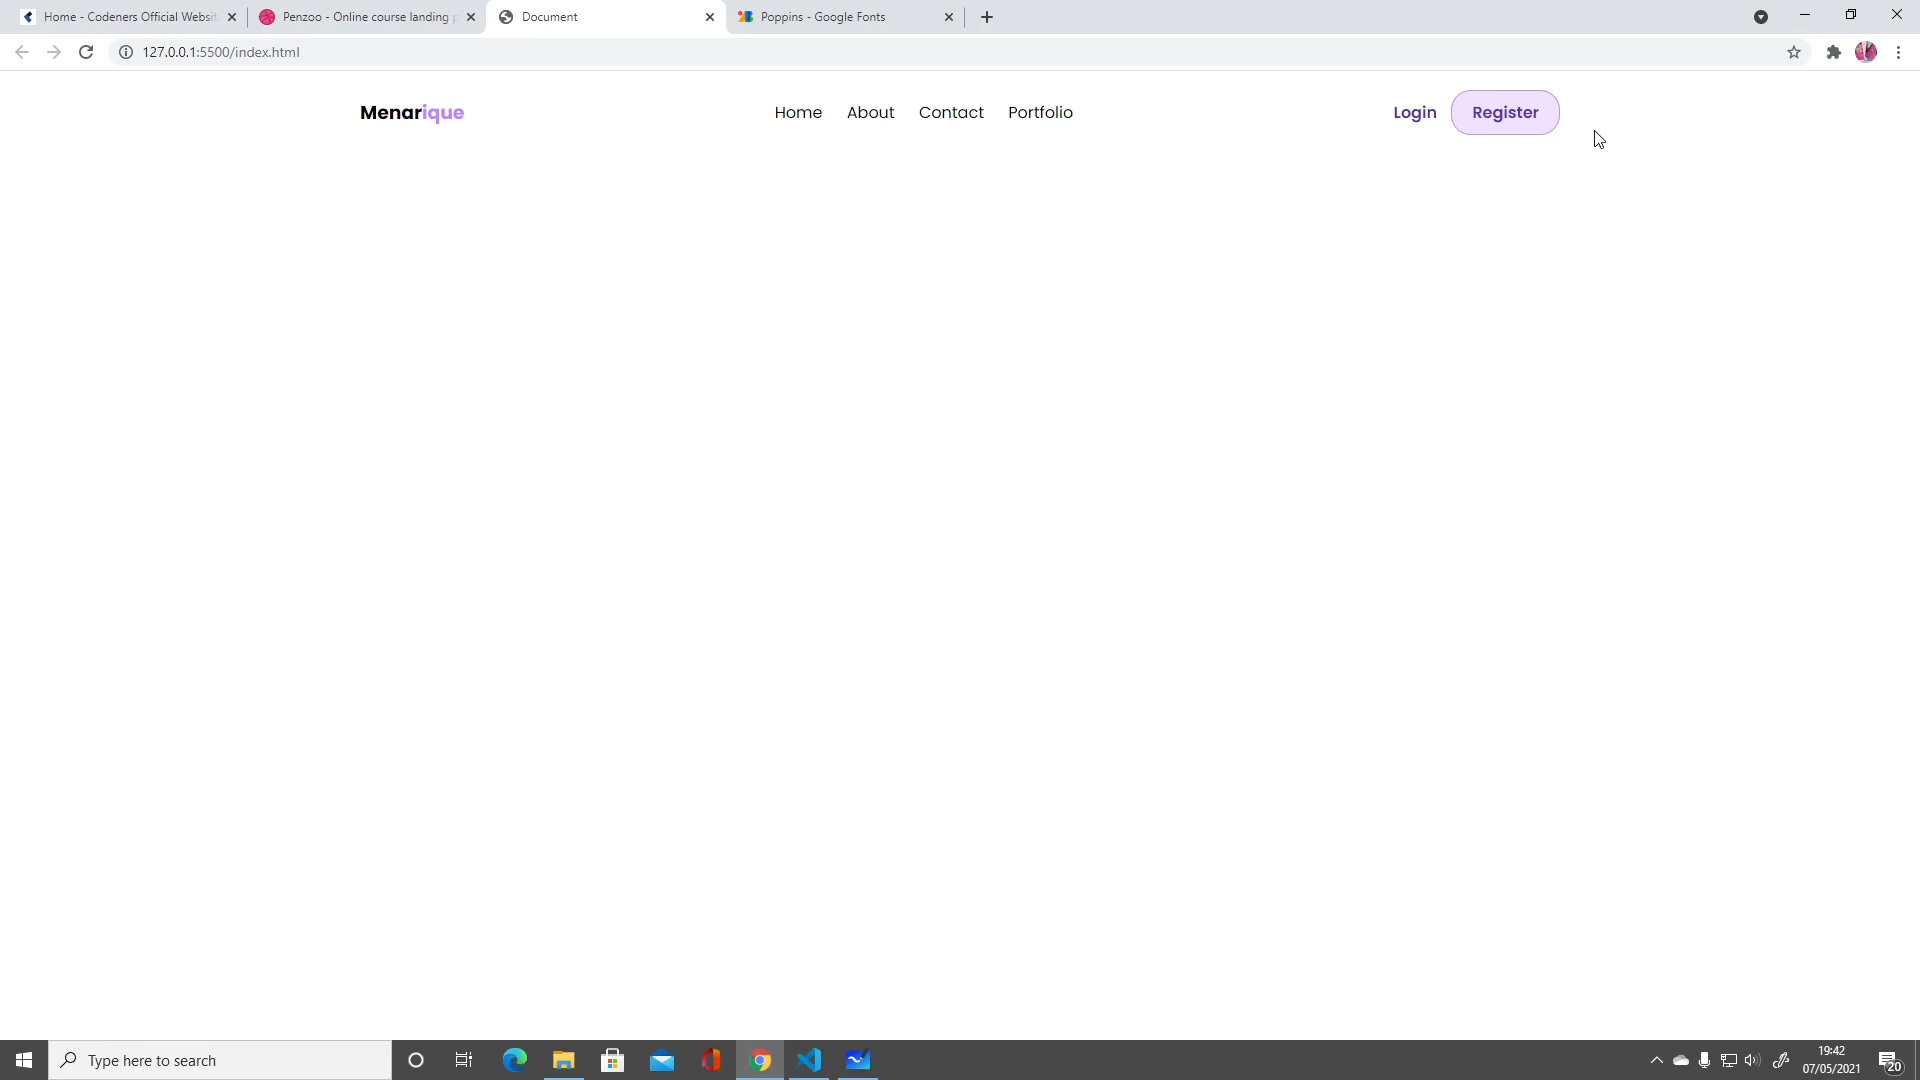 Home - Codeners Official Websit
Penzoo - Online course landing p
Document
Poppins - Google Fonts
127.0.0.1:5500/index.html
Menarique
Home
About
Contact
Portfolio
Login
Register
Type here to search
19:42
07/05/2021
20